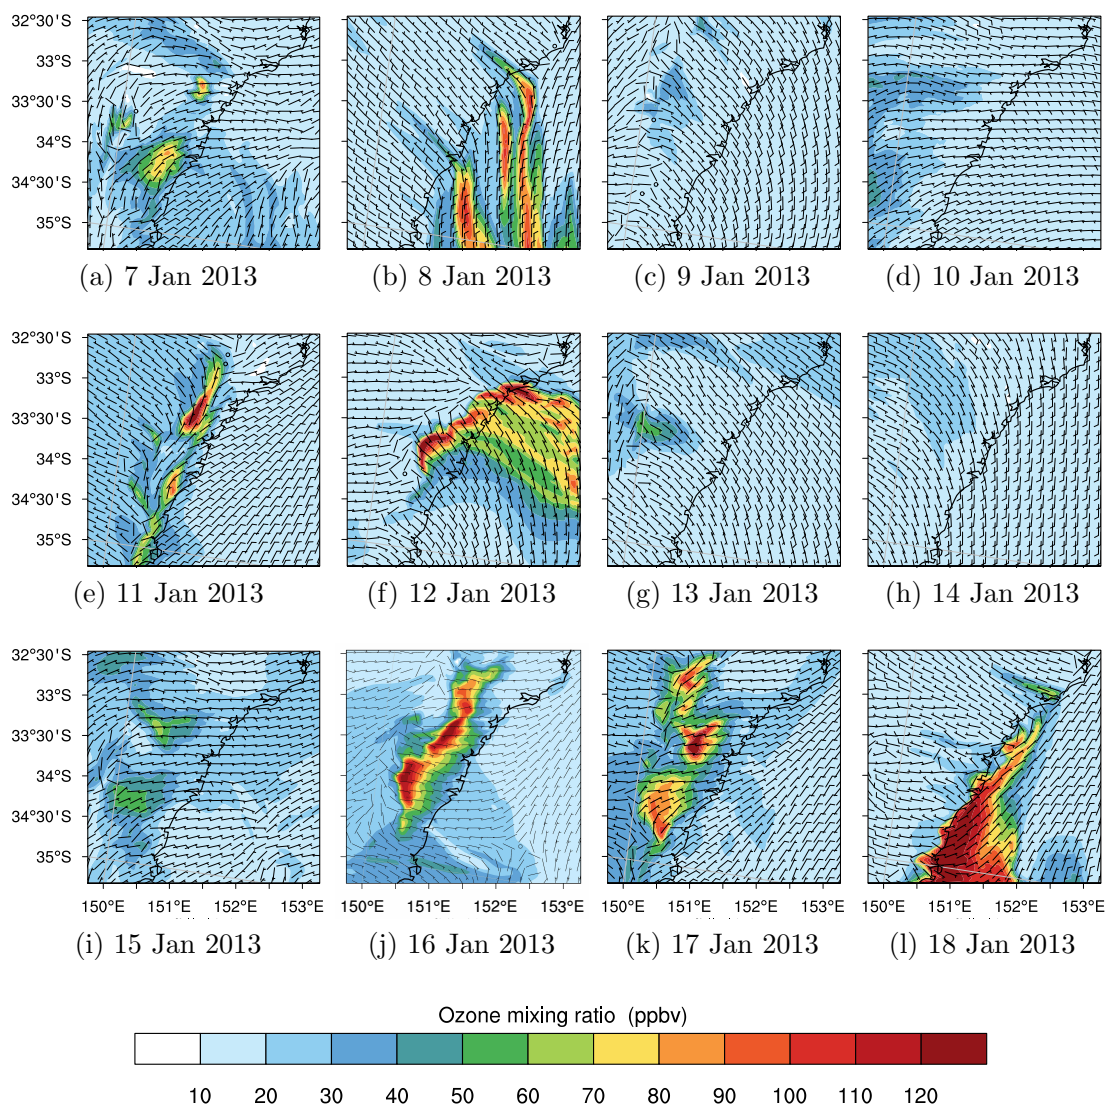 32°30'S
33°S
33°30'S
34°S
34°30'S
35°S
(a) 7 Jan 2013 (b) 8 Jan 2013 (c) 9 Jan 2013 (d) 10 Jan 2013
32°30'S
33°S
33°30'S
34°S
34°30'S
35°S
(e) 11 Jan 2013 (f) 12 Jan 2013 (g) 13 Jan 2013 (h) 14 Jan 2013
32°30'S
33°S
33°30'S
34°S
34°30'S
35°S
150°E 151°E 152°E 153°E 150°E 151°E 152°E 153°E 150°E 151°E 152°E 153°E 150°E 151°E 152°E 153°E
(i) 15 Jan 2013 (j) 16 Jan 2013 (k) 17 Jan 2013 (l) 18 Jan 2013
Ozone mixing ratio (ppbv)
10 20 30 40 50 60 70 80 90 100 110 120